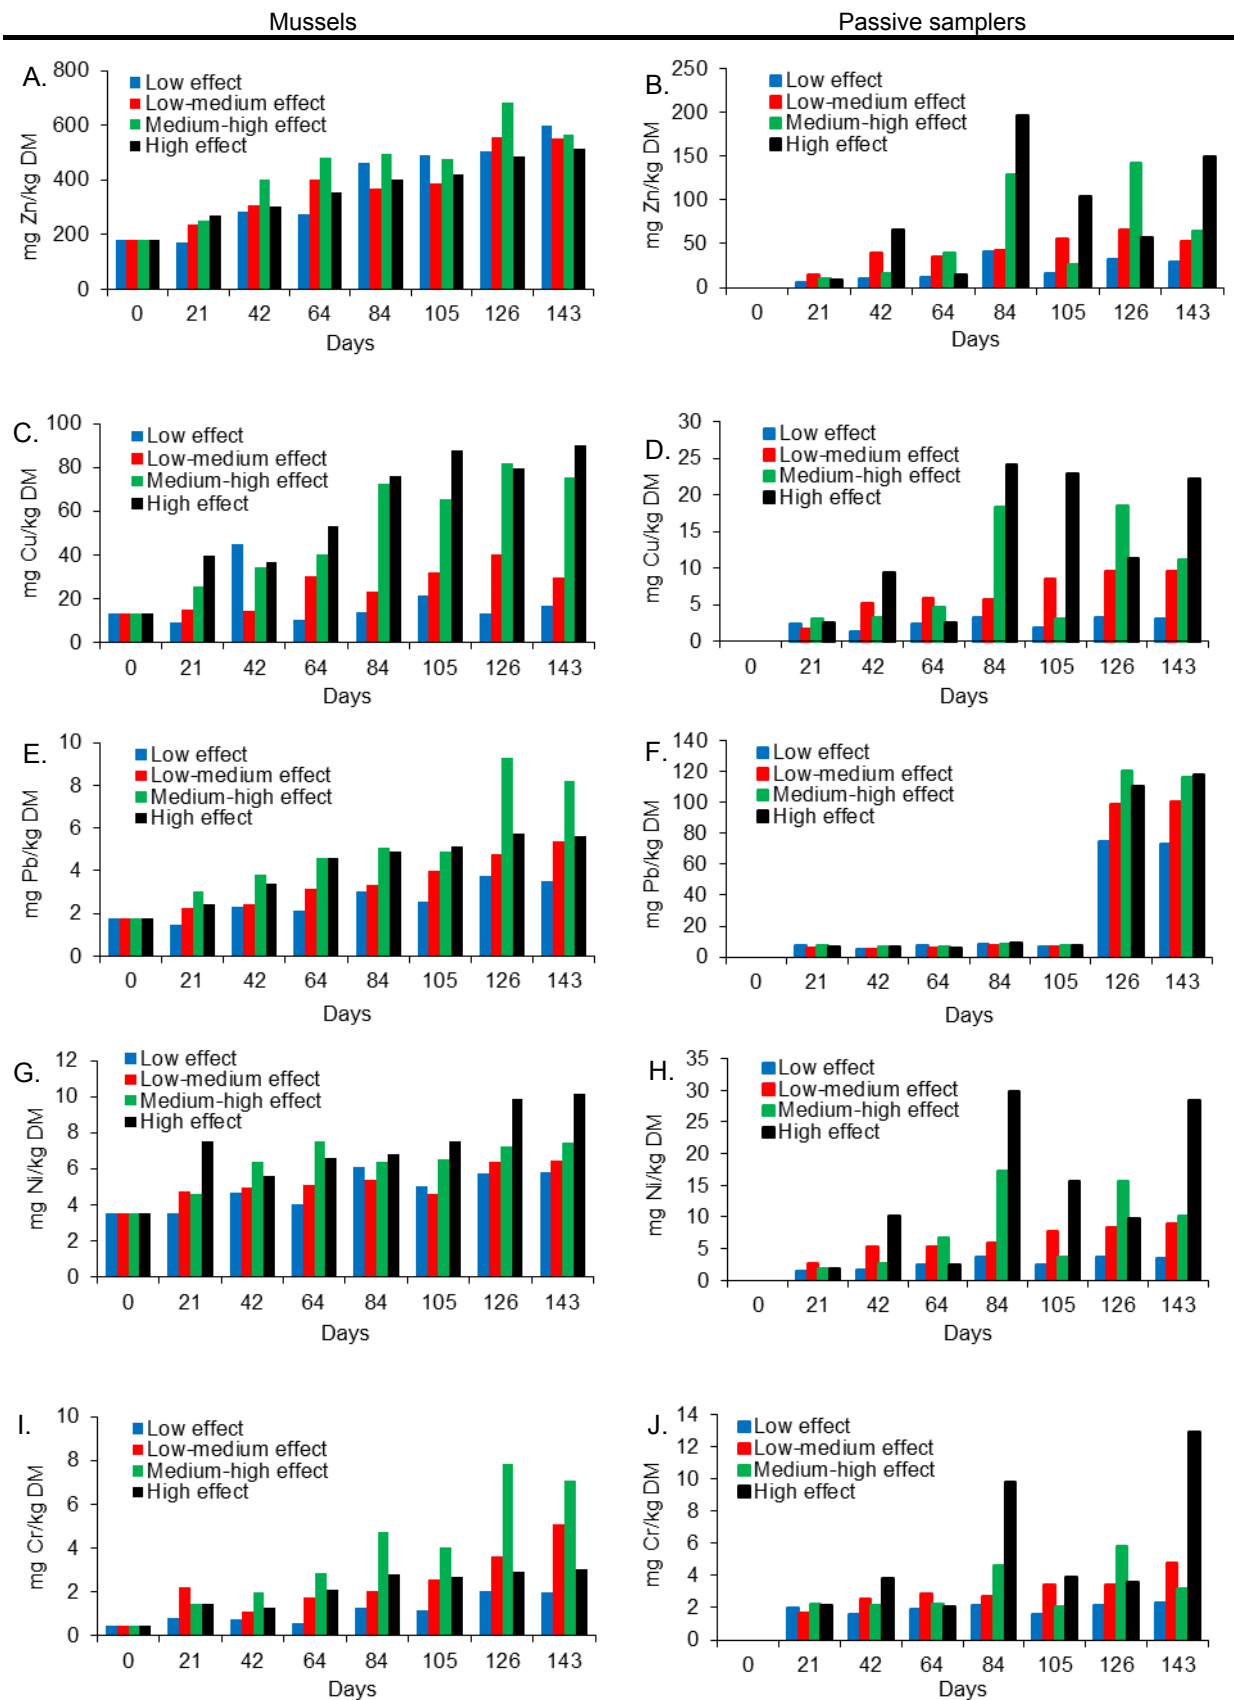 Mussels
Passive samplers
A.
800
600
400
200
0
mg Zn/kg DM
Low effect
Low-medium effect
Medium-high effect
High effect
0 21 42 64 84 105 126 143
Days
B.
250
200
150
100
50
0
mg Zn/kg DM
Low effect
Low-medium effect
Medium-high effect
High effect
0 21 42 64 84 105 126 143
Days
C.
100
80
60
40
20
0
mg Cu/kg DM
Low effect
Low-medium effect
Medium-high effect
High effect
0 21 42 64 84 105 126 143
Days
D.
30
25
20
15
10
5
0
mg Cu/kg DM
Low effect
Low-medium effect
Medium-high effect
High effect
0 21 42 64 84 105 126 143
Days
E.
10
8
6
4
2
0
mg Pb/kg DM
Low effect
Low-medium effect
Medium-high effect
High effect
0 21 42 64 84 105 126 143
Days
F.
140
120
100
80
60
40
20
0
mg Pb/kg DM
Low effect
Low-medium effect
Medium-high effect
High effect
0 21 42 64 84 105 126 143
Days
G.
12
10
8
6
4
2
0
mg Ni/kg DM
Low effect
Low-medium effect
Medium-high effect
High effect
0 21 42 64 84 105 126 143
Days
H.
35
30
25
20
15
10
5
0
mg Ni/kg DM
Low effect
Low-medium effect
Medium-high effect
High effect
0 21 42 64 84 105 126 143
Days
I.
10
8
6
4
2
0
mg Cr/kg DM
Low effect
Low-medium effect
Medium-high effect
High effect
0 21 42 64 84 105 126 143
Days
J.
14
12
10
8
6
4
2
0
mg Cr/kg DM
Low effect
Low-medium effect
Medium-high effect
High effect
0 21 42 64 84 105 126 143
Days